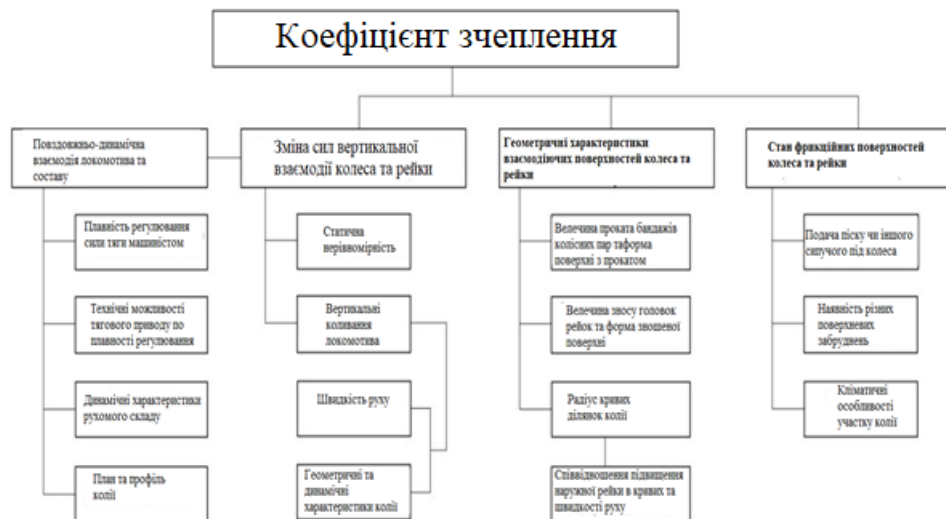 Коефіцієнт зчеплення
Повздовжньо-динамічна
взаємодія локомотива та
составу
Плавність регулювання
сили тяги машиністом
Технічні можливості
тягового приводу по
плавності регулювання
Динамічні характеристики
рухомого складу
План та профіль
колії
Зміна сил вертикальної
взаємодії колеса та рейки
Статична
нерівномірність
Вертикальні
коливання
локомотива
Швидкість руху
Геометричні та
динамічні
характеристики колії
Геометричні характеристики
взаємодіючих поверхностей колеса та
рейки
Велечина проката бандажів
колісних пар таформа
поверхні з прокатом
Велечина зносу головок
рейок та форма зношеної
поверхні
Радіус кривих
ділянок колії
Співвідношення підвищення
наружної рейки в кривих та
швидкості руху
Стан фрикційних поверхностей
колеса та рейки
Подача піску чи іншого
сипучого під колеса
Наявність різних
поверхневих
забруднень
Кліматичні
особливості
участку колії